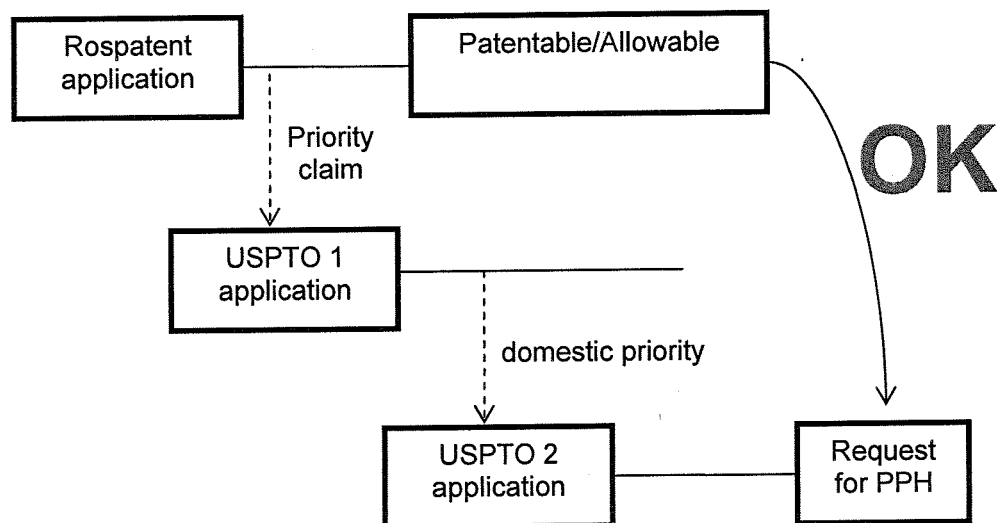 Rospatent
application
Patentable/Allowable
Priority
claim
OK
USPTO 1
application
domestic priority
USPTO 2
application
Request
for PPH